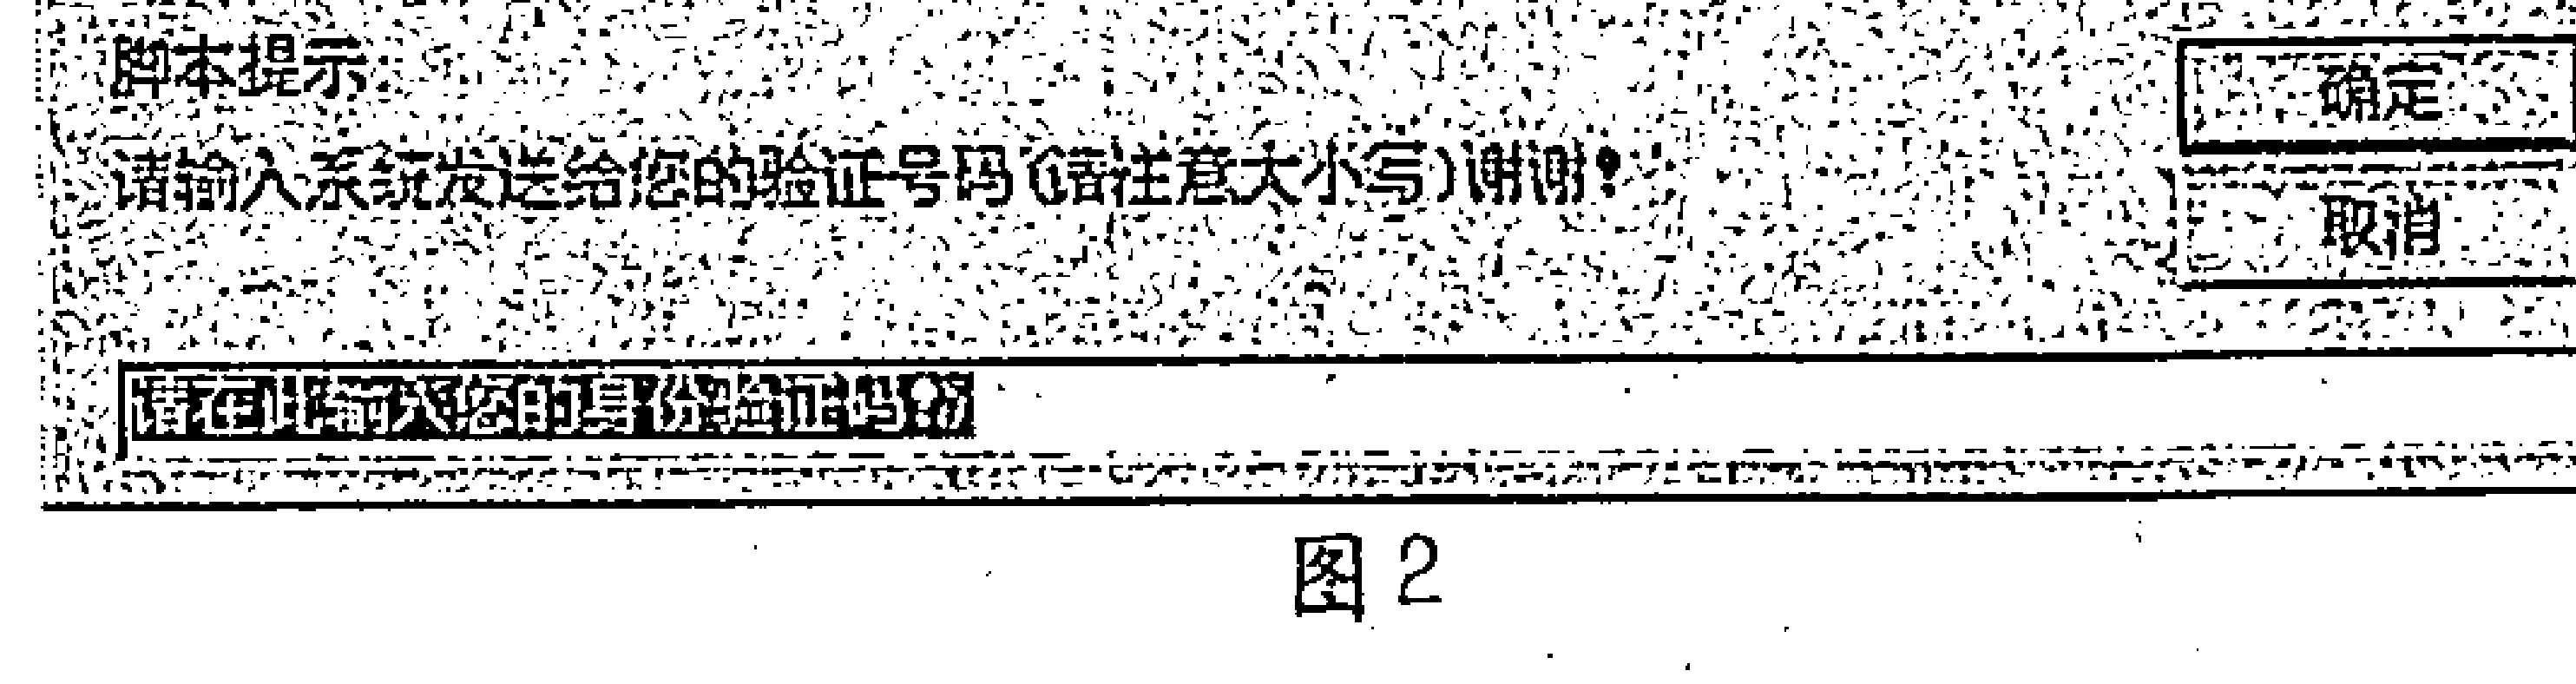 脚本提示:
确定
请输入系统发送给您的验证号码(请注意大小写)谢谢!
取消
请在此输入您的身份验证码??
图 2